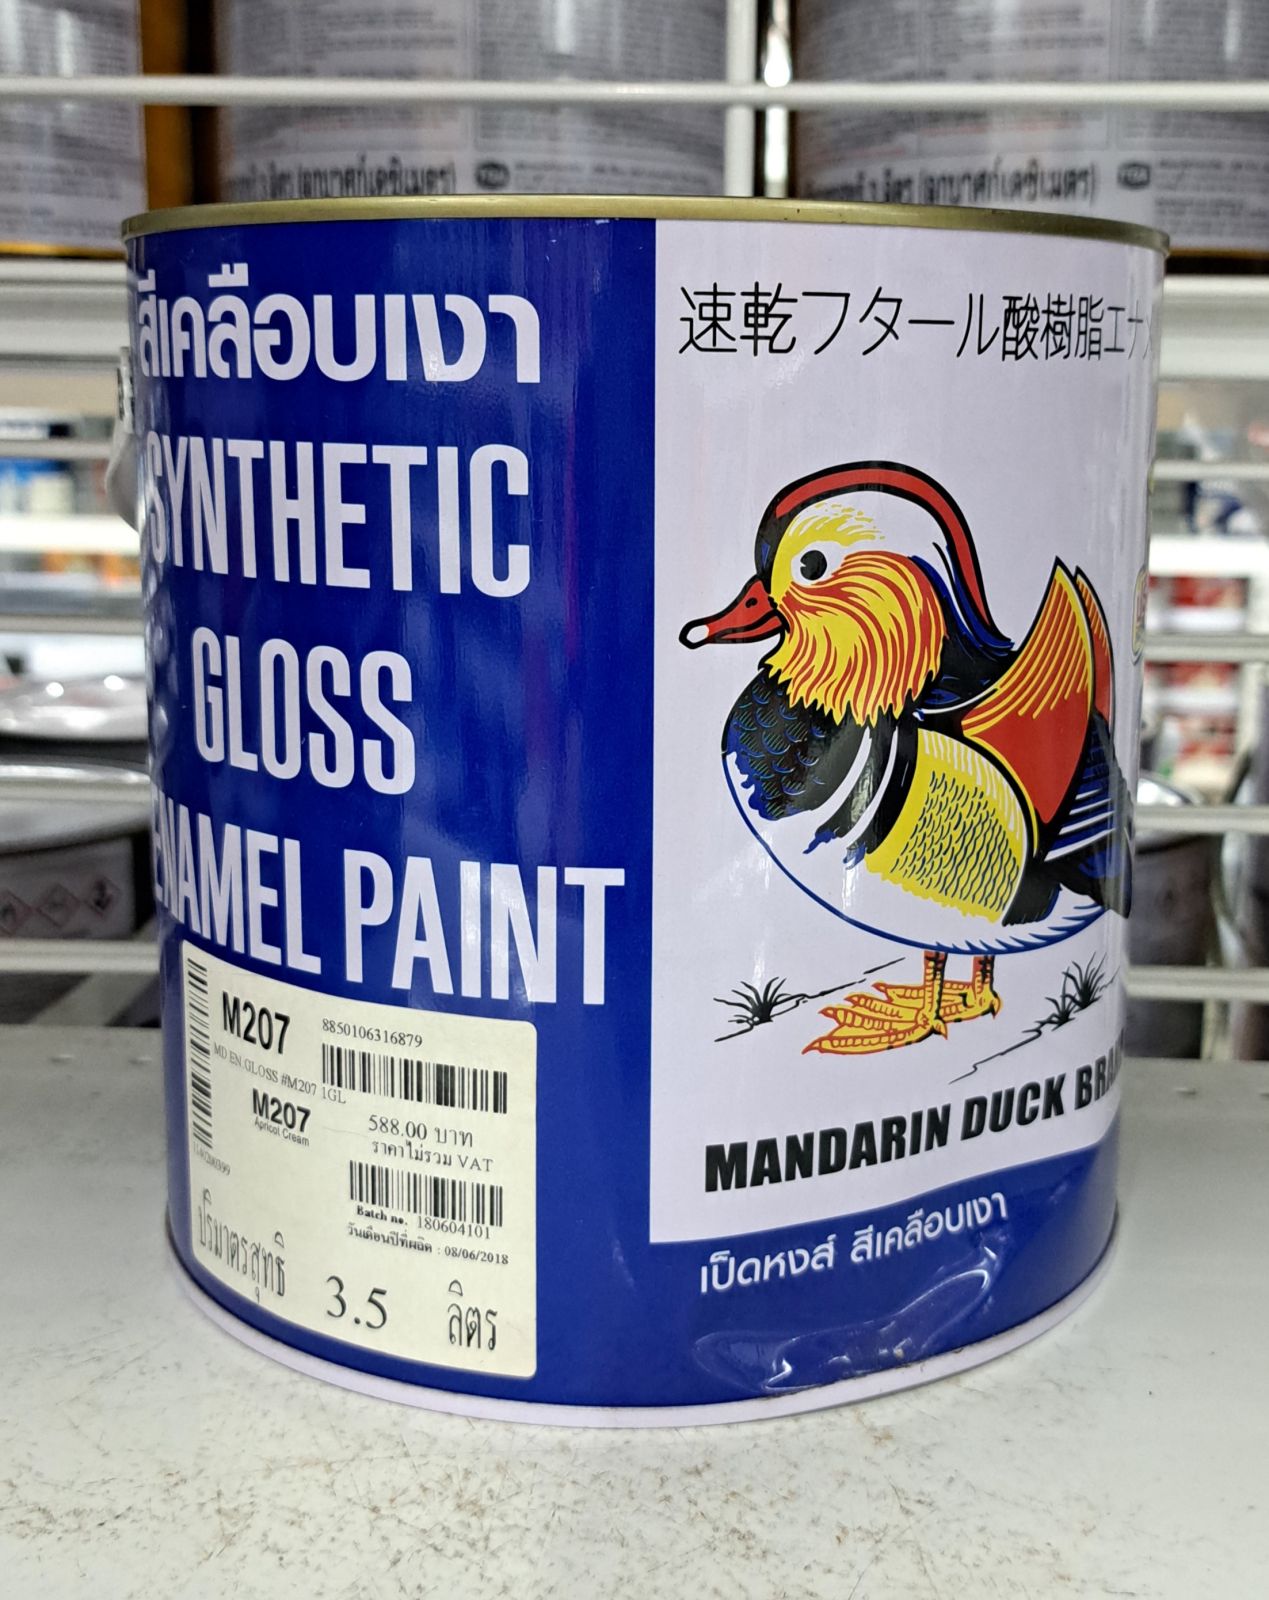 สีเคลือบเงา
SYNTHETIC
GLOSS
ENAMEL PAINT
速乾フタール酸樹脂エナ
MANDARIN DUCK
เป็ดหงส์ สีเคลือบเงา
M207
8850106316879
MD EN.GLOSS #M207 1GL
M207
Apricot Cream
588.00 บาท
ราคาไม่รวม VAT
Batch no. 180604101
วันเดือนปีที่ผลิต : 08/06/2018
ปริมาตรสุทธิ 3.5 ลิตร